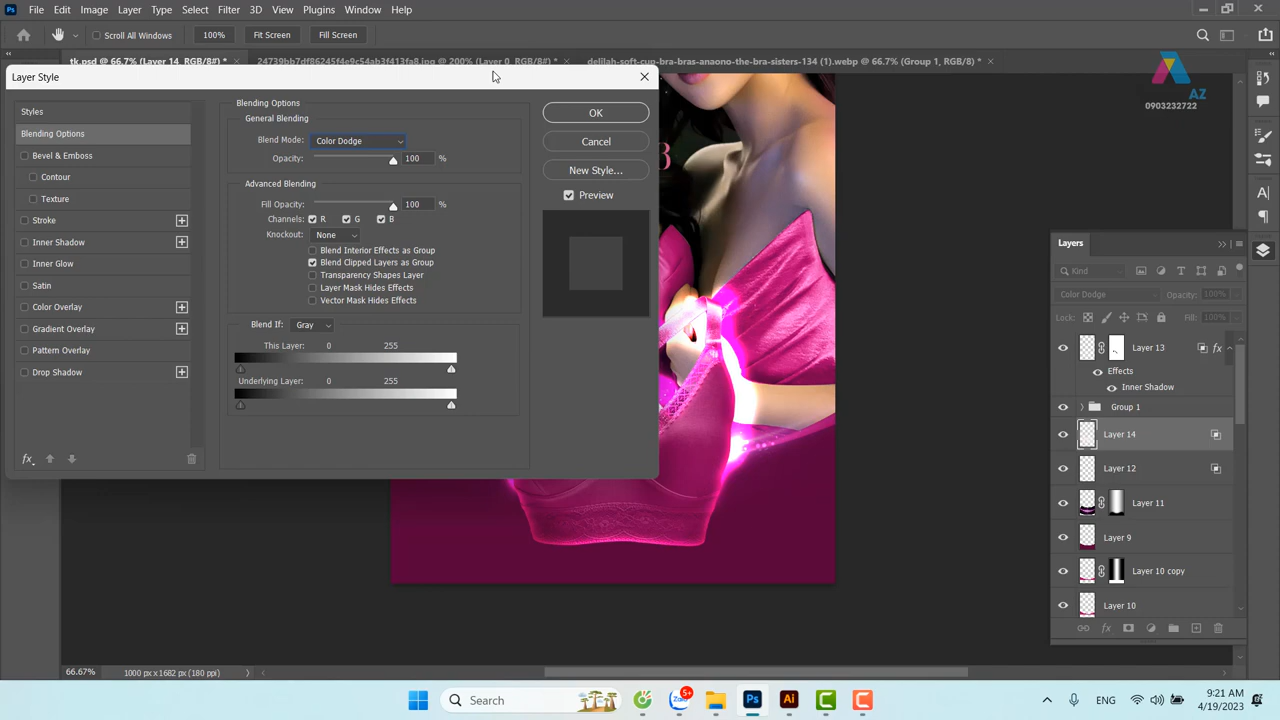 Ps File Edit Image Layer Type Select Filter 3D View Plugins Window Help
Scroll All Windows 100% Fit Screen Fill Screen
tk.psd @ 66.7% (Layer 14, RGB/8#) * × 24739bb7df86245f4e9c54ab3f413fa8.jpg @ 200% (Layer 0, RGB/8#) * × delilah-soft-cup-bra-bras-anaono-the-bra-sisters-134 (1).webp @ 66.7% (Group 1, RGB/8#) * ×
AZ
0903232722
Layer Style
Styles
Blending Options
Bevel & Emboss
Contour
Texture
Stroke
Inner Shadow
Inner Glow
Satin
Color Overlay
Gradient Overlay
Pattern Overlay
Drop Shadow
fx
Blending Options
General Blending
Blend Mode: Color Dodge
Opacity: 100 %
Advanced Blending
Fill Opacity: 100 %
Channels: R G B
Knockout: None
Blend Interior Effects as Group
Blend Clipped Layers as Group
Transparency Shapes Layer
Layer Mask Hides Effects
Vector Mask Hides Effects
Blend If: Gray
This Layer: 0 255
Underlying Layer: 0 255
OK
Cancel
New Style...
Preview
Layers
Kind
Color Dodge Opacity: 100%
Lock: Fill: 100%
Layer 13 fx
Effects
Inner Shadow
Group 1
Layer 14
Layer 12
Layer 11
Layer 9
Layer 10 copy
Layer 10
fx
66.67% 1000 px x 1682 px (180 ppi)
Search
Zalo 5+
Ps
Ai
C
C
ENG
9:21 AM
4/19/2023